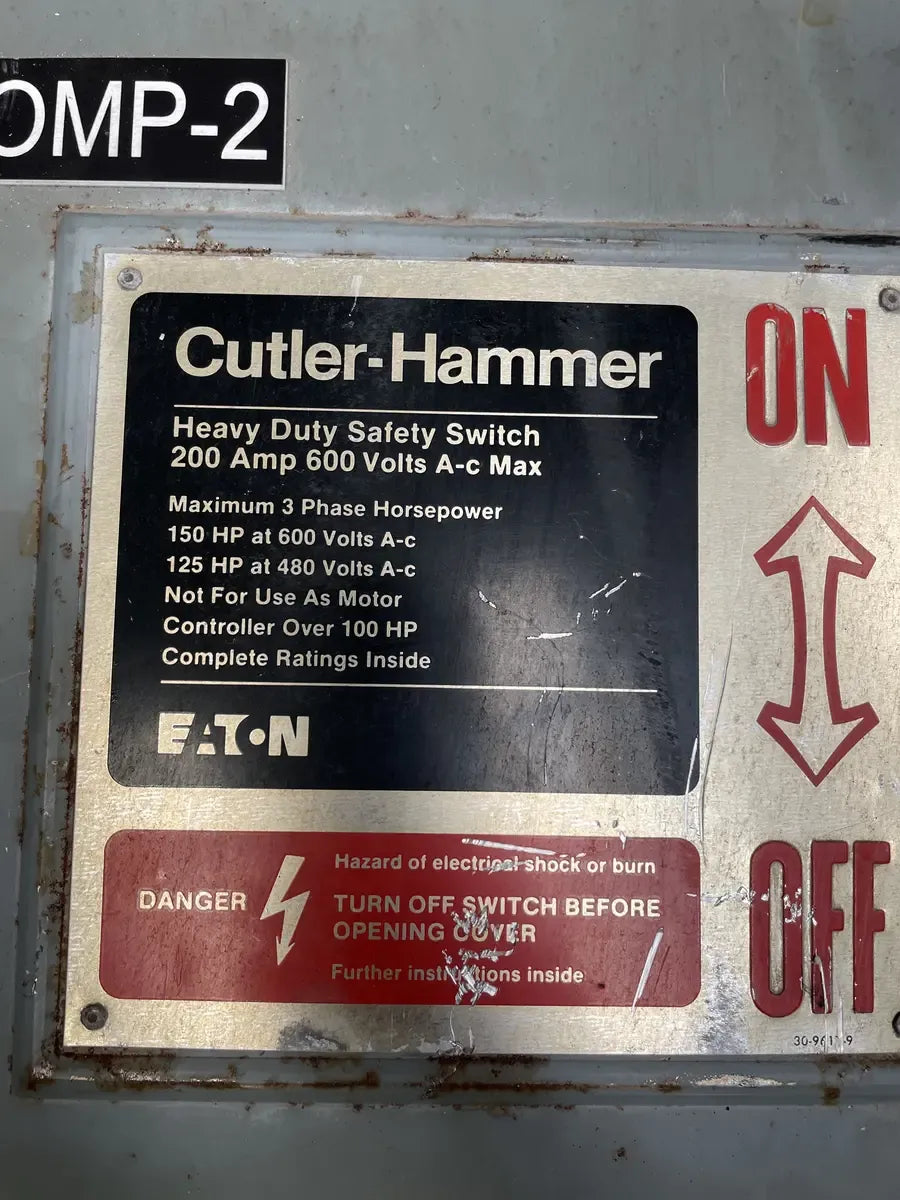 OMP-2
Cutler-Hammer
Heavy Duty Safety Switch
200 Amp 600 Volts A-c Max
Maximum 3 Phase Horsepower
150 HP at 600 Volts A-c
125 HP at 480 Volts A-c
Not For Use As Motor
Controller Over 100 HP
Complete Ratings Inside
EATON
ON
OFF
DANGER
Hazard of electrical shock or burn
TURN OFF SWITCH BEFORE
OPENING COVER
Further instructions inside